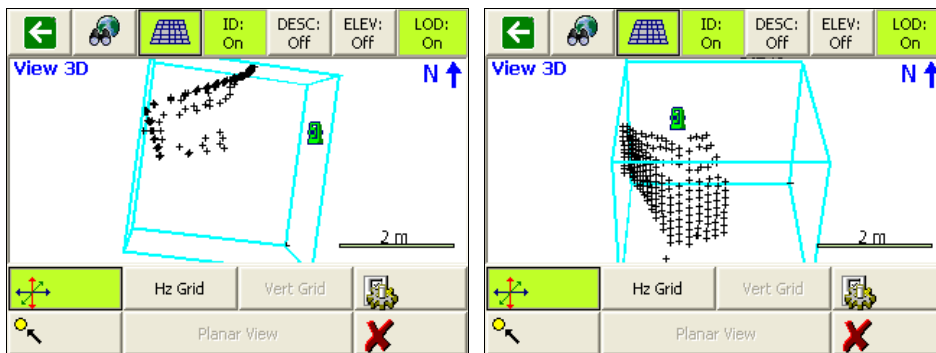 ID: On
DESC: Off
ELEV: Off
LOD: On
View 3D
N
2 m
Hz Grid
Vert Grid
Planar View
ID: On
DESC: Off
ELEV: Off
LOD: On
View 3D
N
2 m
Hz Grid
Vert Grid
Planar View